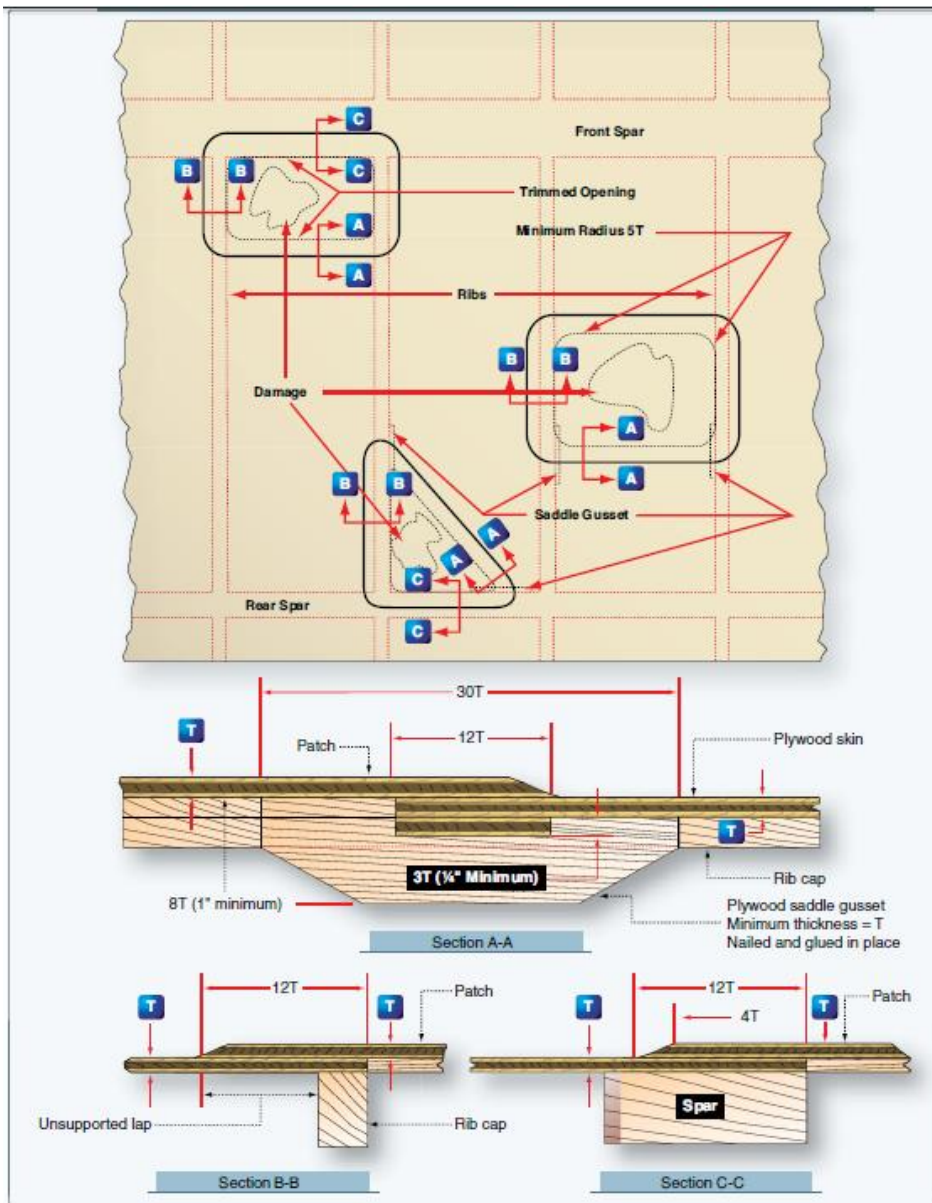 C
Front Spar
B
B
C
Trimmed Opening
A
Minimum Radius 5T
A
Ribs
B
B
Damage
A
B
B
A
Saddle Gusset
A
A
C
Rear Spar
C
30T
T
Patch
12T
Plywood skin
T
3T (¼" Minimum)
Rib cap
8T (1" minimum)
Plywood saddle gusset
Minimum thickness = T
Nailed and glued in place
Section A-A
T
12T
T
Patch
Unsupported lap
Rib cap
Section B-B
T
12T
4T
T
Patch
Spar
Section C-C